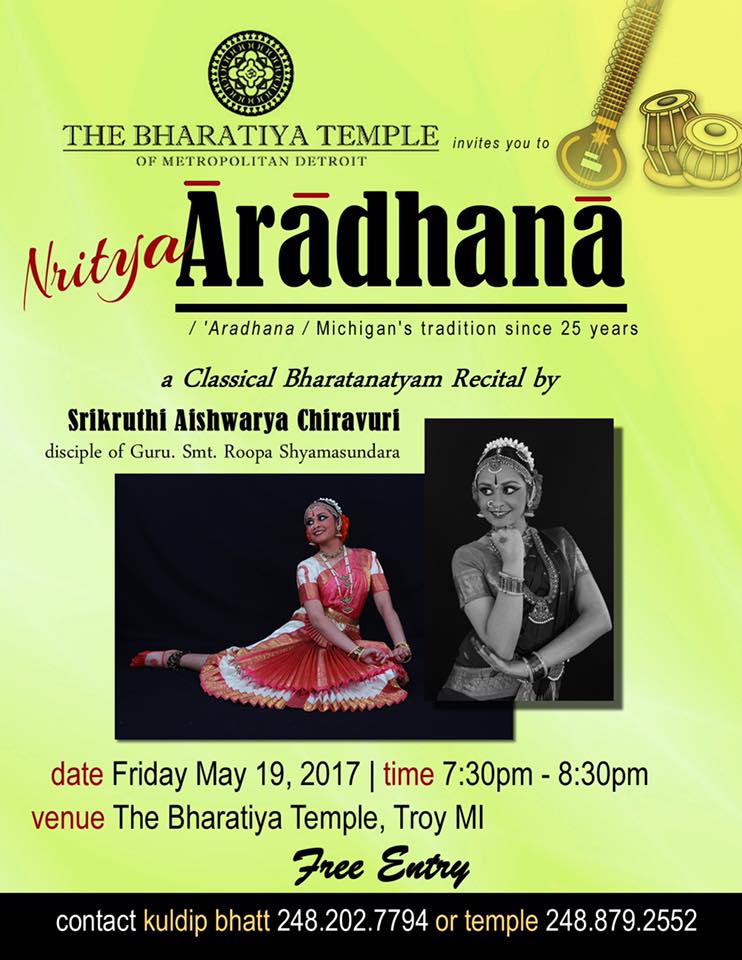 THE BHARATIYA TEMPLE invites you to
OF METROPOLITAN DETROIT
Nritya Ārādhanā
/ 'Aradhana / Michigan's tradition since 25 years
a Classical Bharatanatyam Recital by
Srikruthi Aishwarya Chiravuri
disciple of Guru. Smt. Roopa Shyamasundara
date Friday May 19, 2017 | time 7:30pm - 8:30pm
venue The Bharatiya Temple, Troy MI
Free Entry
contact kuldip bhatt 248.202.7794 or temple 248.879.2552